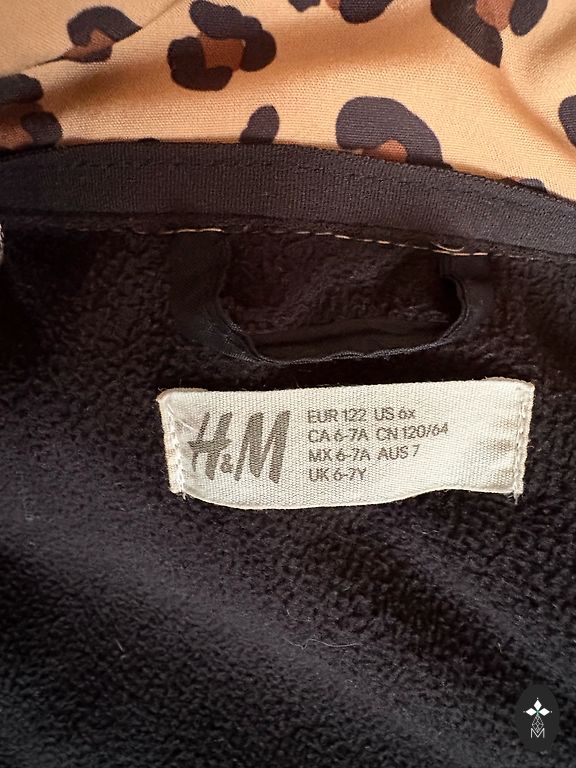 H&M
EUR 122 US 6x
CA 6-7A CN 120/64
MX 6-7A AUS 7
UK 6-7Y
M